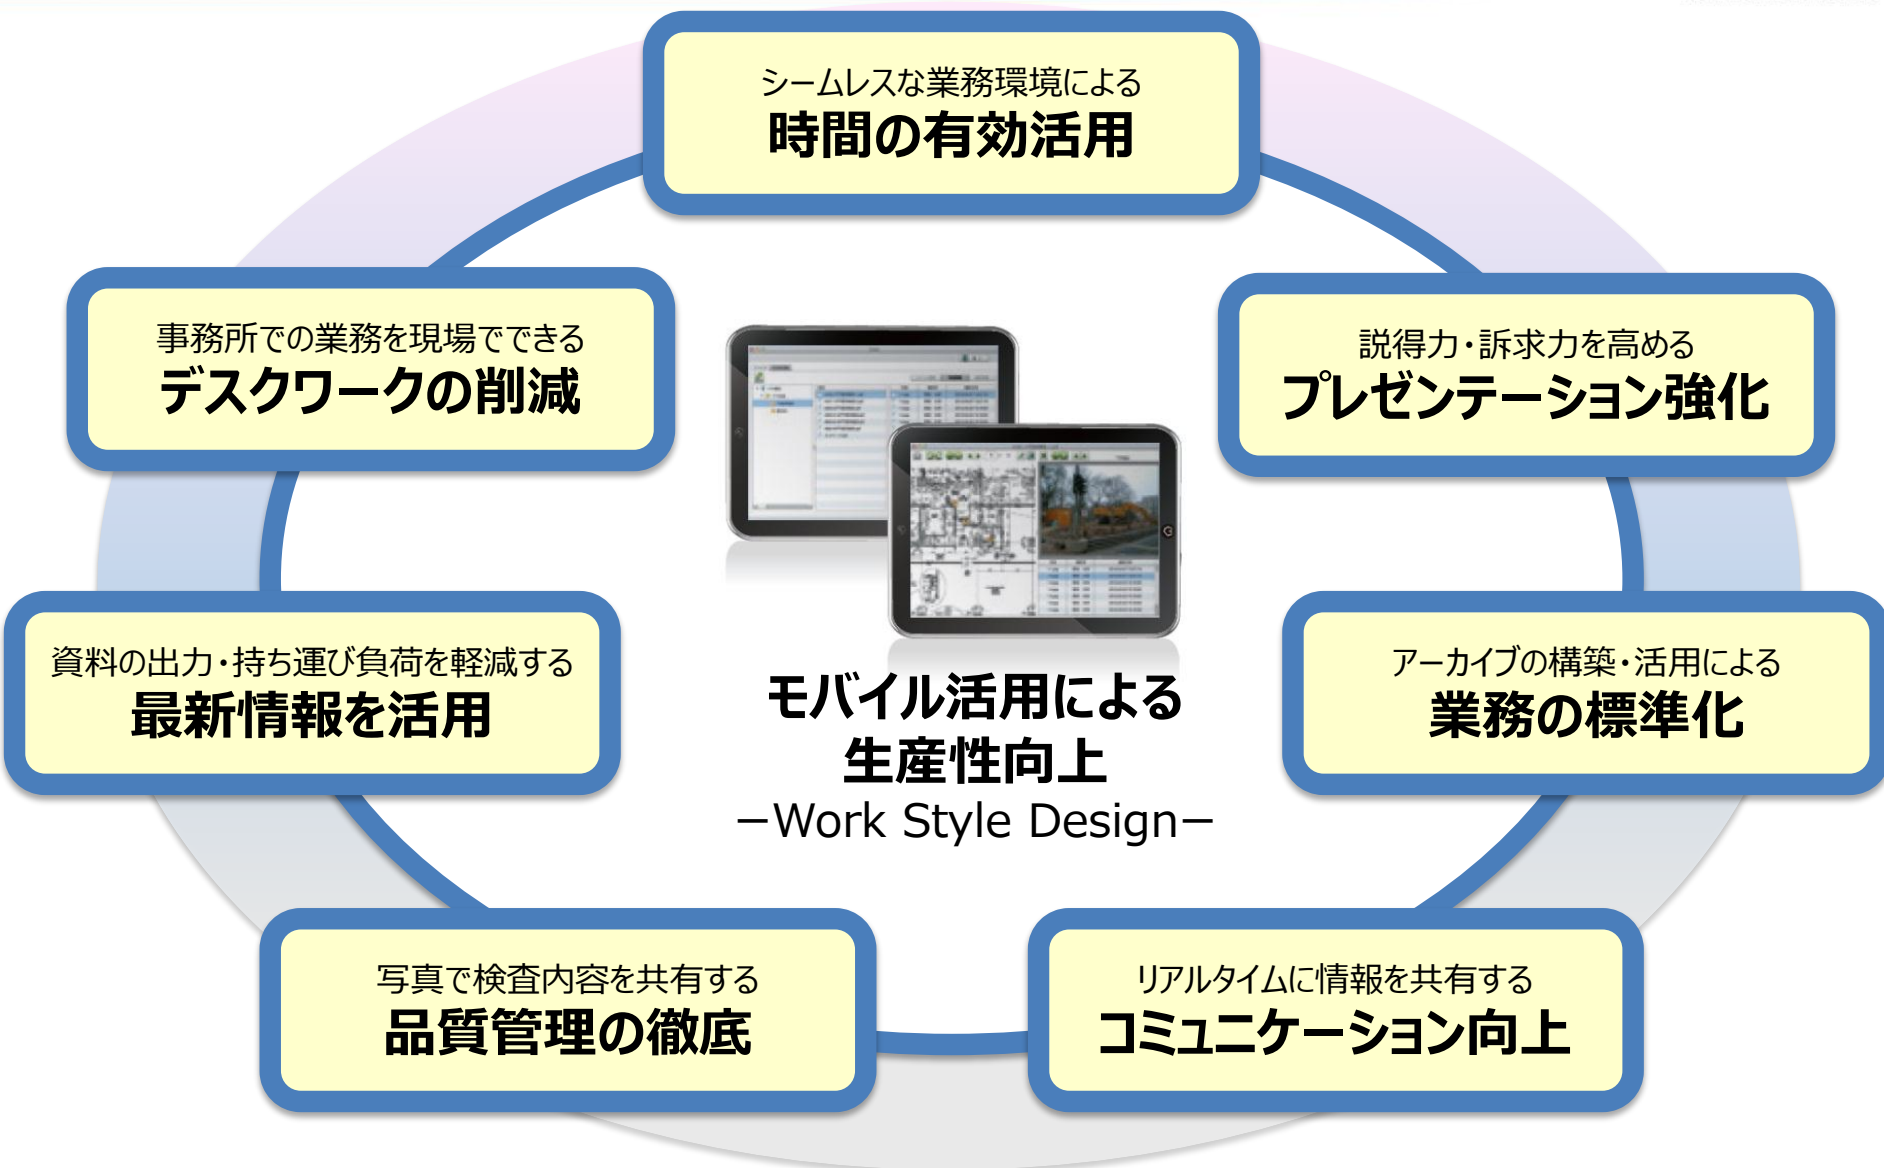 シームレスな業務環境による
時間の有効活用
事務所での業務を現場でできる
デスクワークの削減
説得力・訴求力を高める
プレゼンテーション強化
資料の出力・持ち運び負荷を軽減する
最新情報を活用
モバイル活用による
生産性向上
−Work Style Design−
アーカイブの構築・活用による
業務の標準化
写真で検査内容を共有する
品質管理の徹底
リアルタイムに情報を共有する
コミュニケーション向上